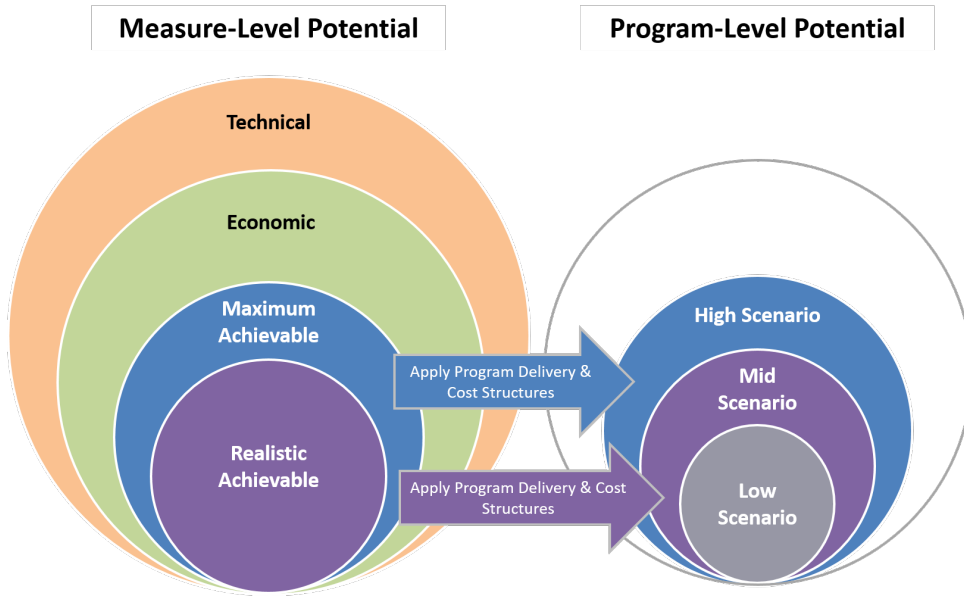 Measure-Level Potential
Program-Level Potential
Technical
Economic
Maximum
Achievable
Realistic
Achievable
Apply Program Delivery &
Cost Structures
Apply Program Delivery & Cost
Structures
High Scenario
Mid
Scenario
Low
Scenario